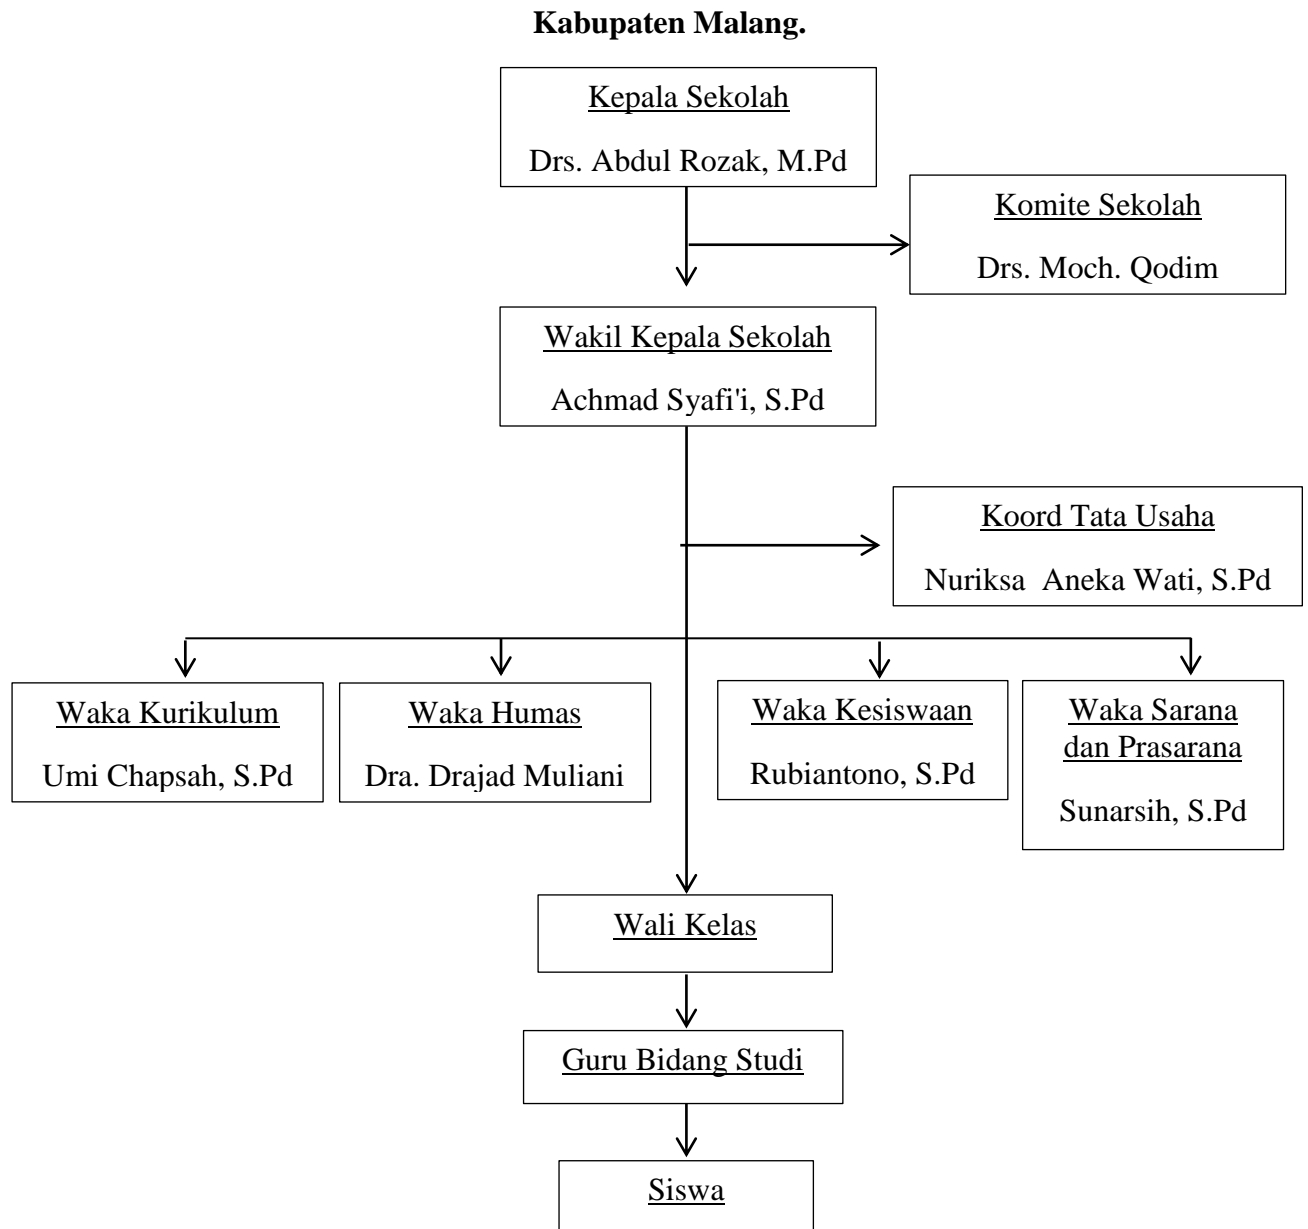 Kabupaten Malang.
Kepala Sekolah
Drs. Abdul Rozak, M.Pd
Komite Sekolah
Drs. Moch. Qodim
Wakil Kepala Sekolah
Achmad Syafi'i, S.Pd
Koord Tata Usaha
Nuriksa  Aneka Wati, S.Pd
Waka Kurikulum
Umi Chapsah, S.Pd
Waka Humas
Dra. Drajad Muliani
Waka Kesiswaan
Rubiantono, S.Pd
Waka Sarana
dan Prasarana
Sunarsih, S.Pd
Wali Kelas
Guru Bidang Studi
Siswa